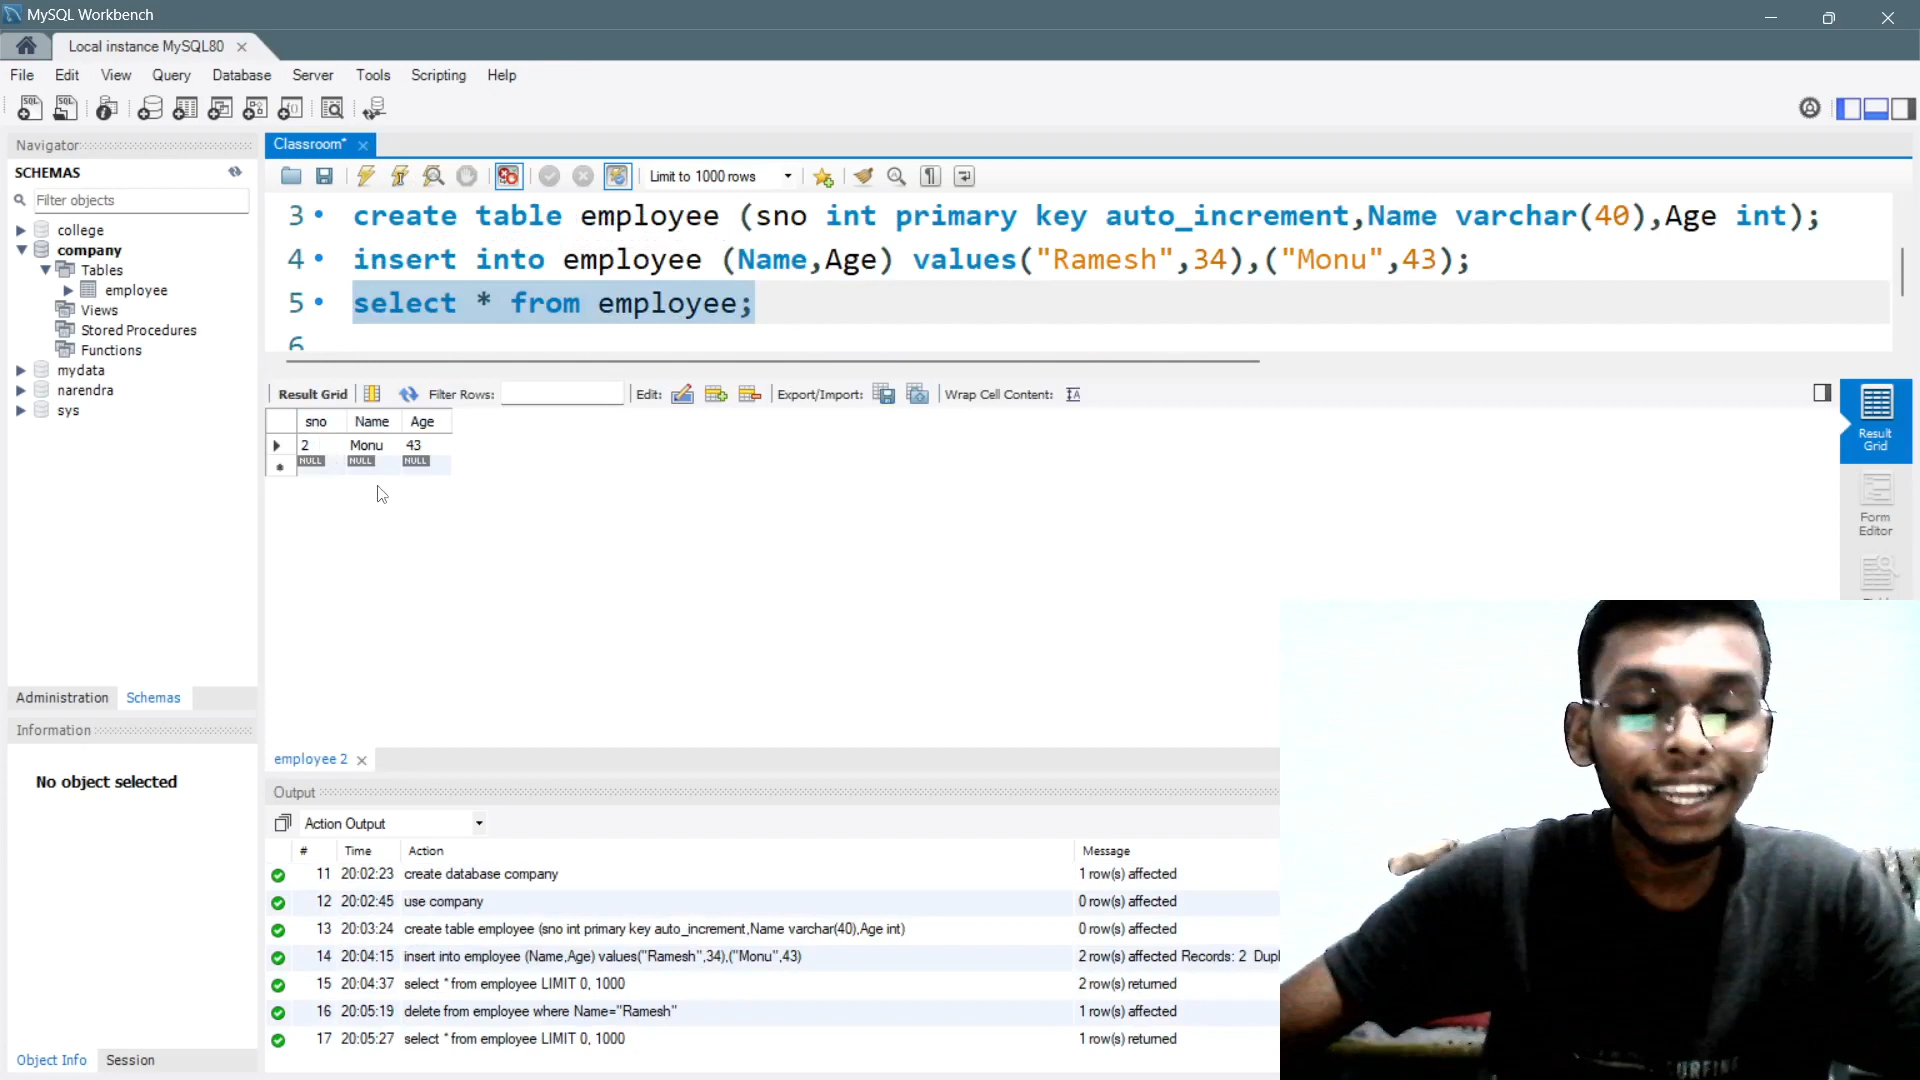 MySQL Workbench
Local instance MySQL80
File Edit View Query Database Server Tools Scripting Help
Navigator
SCHEMAS
Filter objects
college
company
Tables
employee
Views
Stored Procedures
Functions
mydata
narendra
sys
Administration Schemas
Information
No object selected
Object Info Session
Classroom*
Limit to 1000 rows
3 create table employee (sno int primary key auto_increment,Name varchar(40),Age int);
4 insert into employee (Name,Age) values("Ramesh",34),("Monu",43);
5 select * from employee;
6
Result Grid Filter Rows: Edit: Export/Import: Wrap Cell Content:
sno Name Age
2 Monu 43
NULL NULL NULL
Result
Grid
Form
Editor
employee 2
Output
Action Output
# Time Action Message
11 20:02:23 create database company 1 row(s) affected
12 20:02:45 use company 0 row(s) affected
13 20:03:24 create table employee (sno int primary key auto_increment,Name varchar(40),Age int) 0 row(s) affected
14 20:04:15 insert into employee (Name,Age) values("Ramesh",34),("Monu",43) 2 row(s) affected Records: 2 Dupl
15 20:04:37 select * from employee LIMIT 0, 1000 2 row(s) returned
16 20:05:19 delete from employee where Name="Ramesh" 1 row(s) affected
17 20:05:27 select * from employee LIMIT 0, 1000 1 row(s) returned